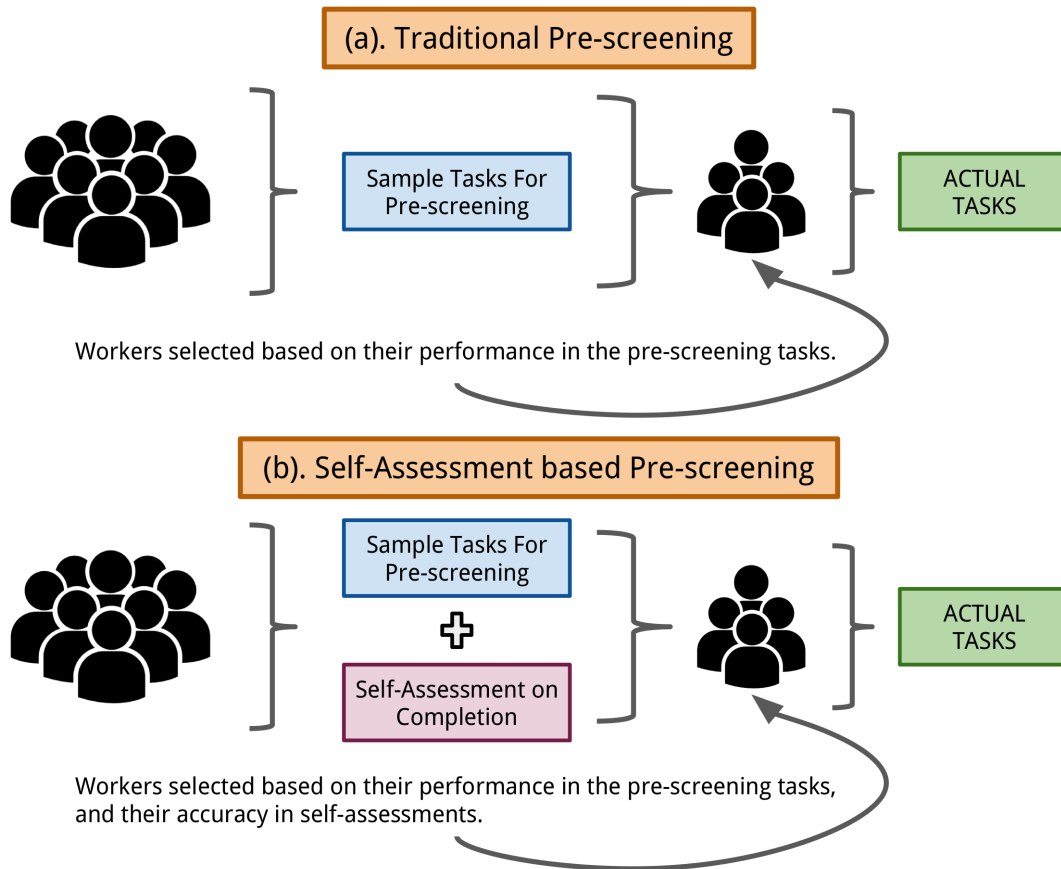 (a). Traditional Pre-screening
Sample Tasks For
Pre-screening
ACTUAL
TASKS
Workers selected based on their performance in the pre-screening tasks.
(b). Self-Assessment based Pre-screening
Sample Tasks For
Pre-screening
Self-Assessment on
Completion
ACTUAL
TASKS
Workers selected based on their performance in the pre-screening tasks,
and their accuracy in self-assessments.